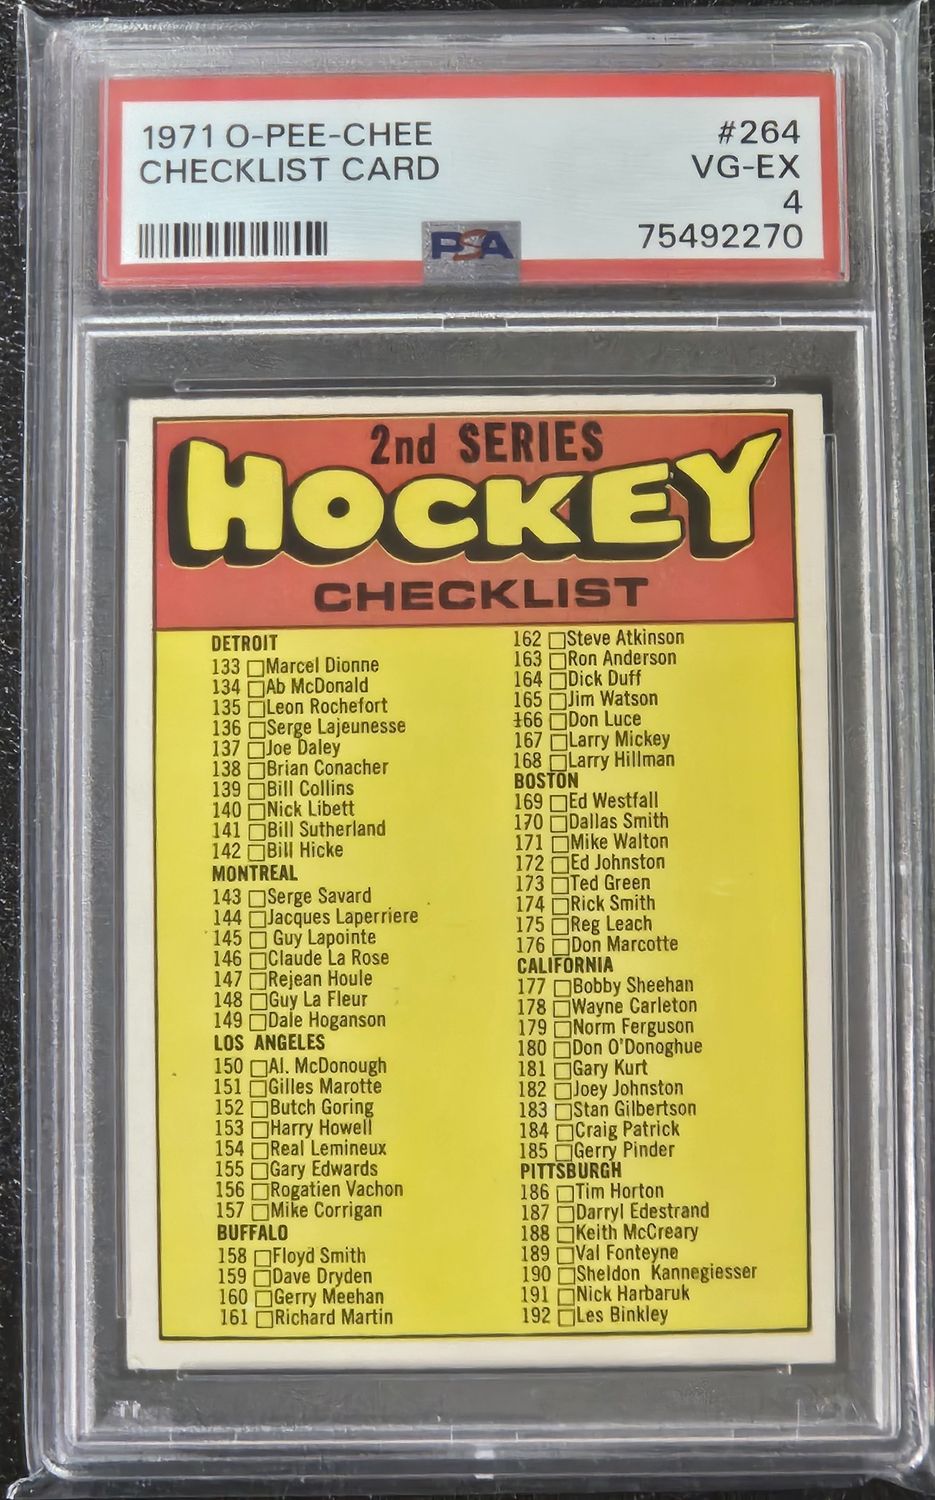 1971 O-PEE-CHEE #264
CHECKLIST CARD VG-EX
4
PSA 75492270
2nd SERIES
HOCKEY
CHECKLIST
DETROIT
133 Marcel Dionne
134 Ab McDonald
135 Leon Rochefort
136 Serge Lajeunesse
137 Joe Daley
138 Brian Conacher
139 Bill Collins
140 Nick Libett
141 Bill Sutherland
142 Bill Hicke
MONTREAL
143 Serge Savard
144 Jacques Laperriere
145 Guy Lapointe
146 Claude La Rose
147 Rejean Houle
148 Guy La Fleur
149 Dale Hoganson
LOS ANGELES
150 Al. McDonough
151 Gilles Marotte
152 Butch Goring
153 Harry Howell
154 Real Lemineux
155 Gary Edwards
156 Rogatien Vachon
157 Mike Corrigan
BUFFALO
158 Floyd Smith
159 Dave Dryden
160 Gerry Meehan
161 Richard Martin
162 Steve Atkinson
163 Ron Anderson
164 Dick Duff
165 Jim Watson
166 Don Luce
167 Larry Mickey
168 Larry Hillman
BOSTON
169 Ed Westfall
170 Dallas Smith
171 Mike Walton
172 Ed Johnston
173 Ted Green
174 Rick Smith
175 Reg Leach
176 Don Marcotte
CALIFORNIA
177 Bobby Sheehan
178 Wayne Carleton
179 Norm Ferguson
180 Don O'Donoghue
181 Gary Kurt
182 Joey Johnston
183 Stan Gilbertson
184 Craig Patrick
185 Gerry Pinder
PITTSBURGH
186 Tim Horton
187 Darryl Edestrand
188 Keith McCreary
189 Val Fonteyne
190 Sheldon Kannegiesser
191 Nick Harbaruk
192 Les Binkley